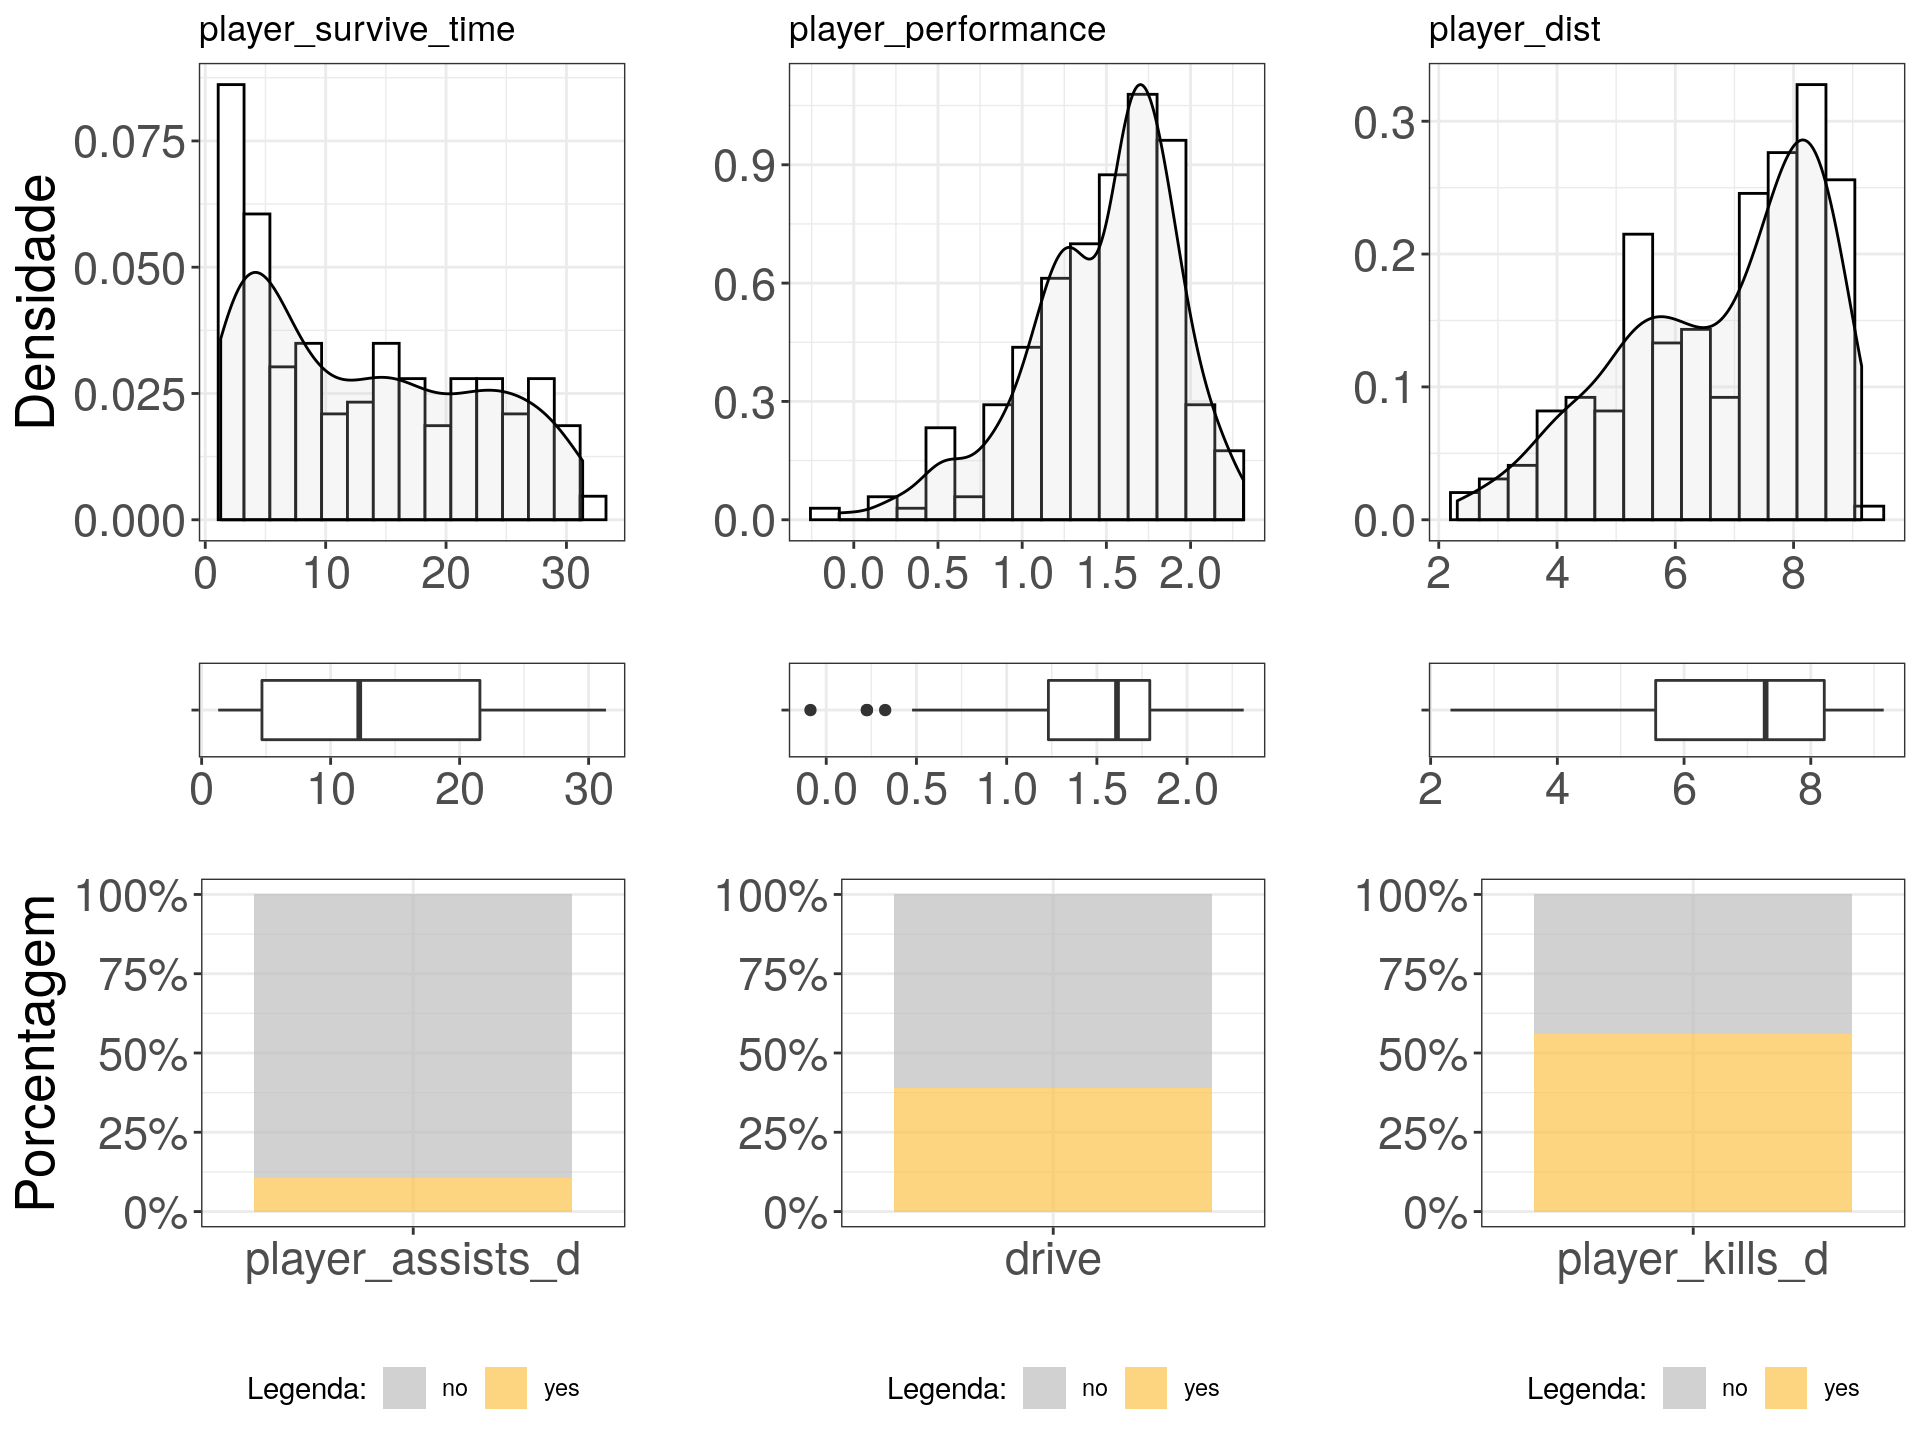 player_survive_time
player_performance
player_dist
Densidade
0.075
0.050
0.025
0.000
0 10 20 30
0.9
0.6
0.3
0.0
0.0 0.5 1.0 1.5 2.0
0.3
0.2
0.1
0.0
2 4 6 8
0 10 20 30
0.0 0.5 1.0 1.5 2.0
2 4 6 8
Porcentagem
100%
75%
50%
25%
0%
player_assists_d
100%
75%
50%
25%
0%
drive
100%
75%
50%
25%
0%
player_kills_d
Legenda: no yes
Legenda: no yes
Legenda: no yes